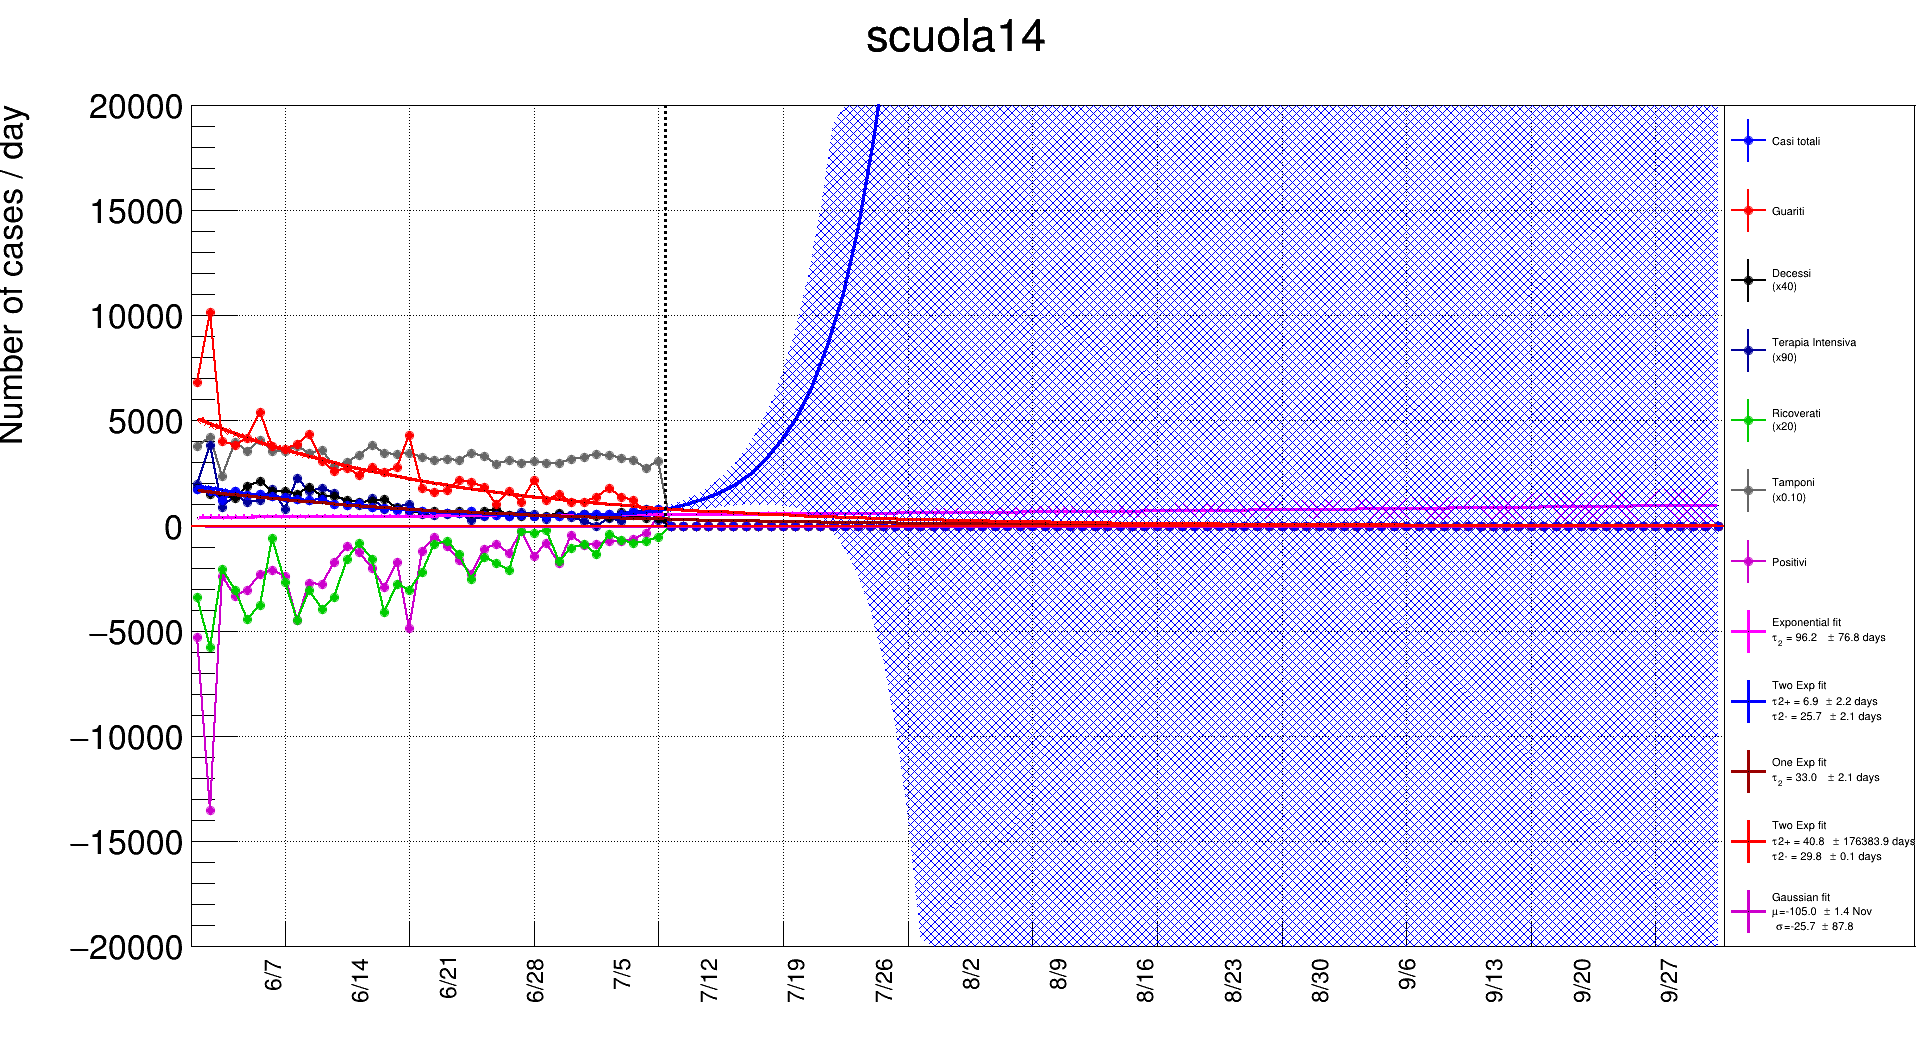 scuola14
Number of cases / day
20000
15000
10000
5000
0
−5000
−10000
−15000
−20000
6/7
6/14
6/21
6/28
7/5
7/12
7/19
7/26
8/2
8/9
8/16
8/23
8/30
9/6
9/13
9/20
9/27
Casi totali
Guariti
Decessi
(x40)
Terapia Intensiva
(x90)
Ricoverati
(x20)
Tamponi
(x0.10)
Positivi
Exponential fit
τ2 = 96.2 ± 76.8 days
Two Exp fit
τ2+ = 6.9 ± 2.2 days
τ2- = 25.7 ± 2.1 days
One Exp fit
τ2 = 33.0 ± 2.1 days
Two Exp fit
τ2+ = 40.8 ± 176383.9 days
τ2- = 29.8 ± 0.1 days
Gaussian fit
μ=-105.0 ± 1.4 Nov
σ=-25.7 ± 87.8